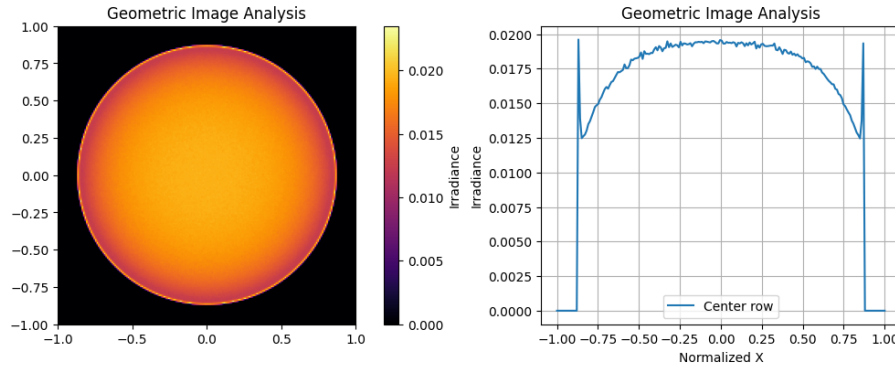 Geometric Image Analysis
1.00
0.75
0.50
0.25
0.00
−0.25
−0.50
−0.75
−1.00
−1.0 −0.5 0.0 0.5 1.0
0.020
0.015
0.010
0.005
0.000
Irradiance
Geometric Image Analysis
Irradiance
0.0200
0.0175
0.0150
0.0125
0.0100
0.0075
0.0050
0.0025
0.0000
Center row
−1.00 −0.75 −0.50 −0.25 0.00 0.25 0.50 0.75 1.00
Normalized X